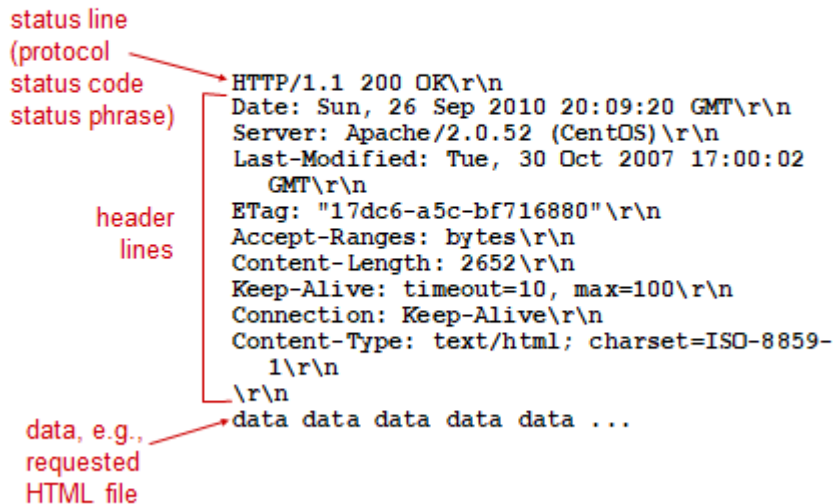 status line
(protocol
status code
status phrase)
HTTP/1.1 200 OK\r\n
Date: Sun, 26 Sep 2010 20:09:20 GMT\r\n
Server: Apache/2.0.52 (CentOS)\r\n
Last-Modified: Tue, 30 Oct 2007 17:00:02
GMT\r\n
ETag: "17dc6-a5c-bf716880"\r\n
Accept-Ranges: bytes\r\n
Content-Length: 2652\r\n
Keep-Alive: timeout=10, max=100\r\n
Connection: Keep-Alive\r\n
Content-Type: text/html; charset=ISO-8859-
1\r\n
\r\n
header
lines
data data data data data ...
data, e.g.,
requested
HTML file